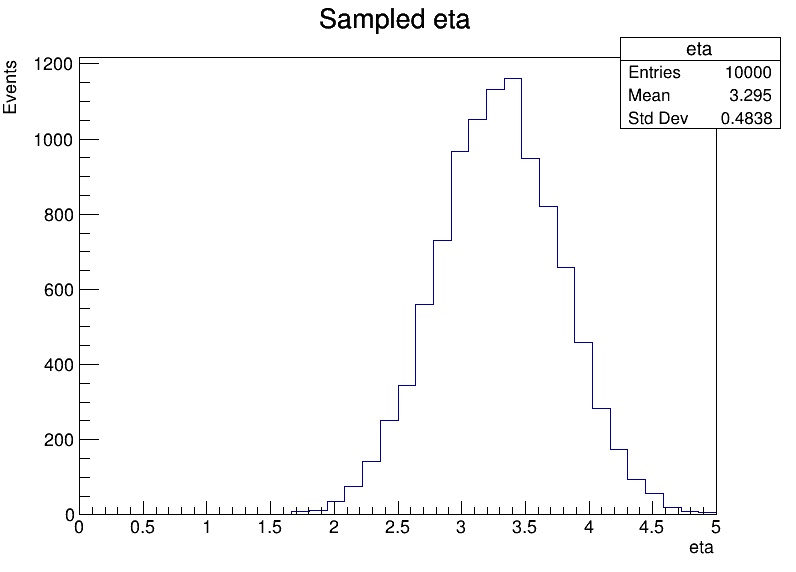 Sampled eta
Events
eta
Entries 10000
Mean 3.295
Std Dev 0.4838
1200
1000
800
600
400
200
0
0 0.5 1 1.5 2 2.5 3 3.5 4 4.5 5
eta